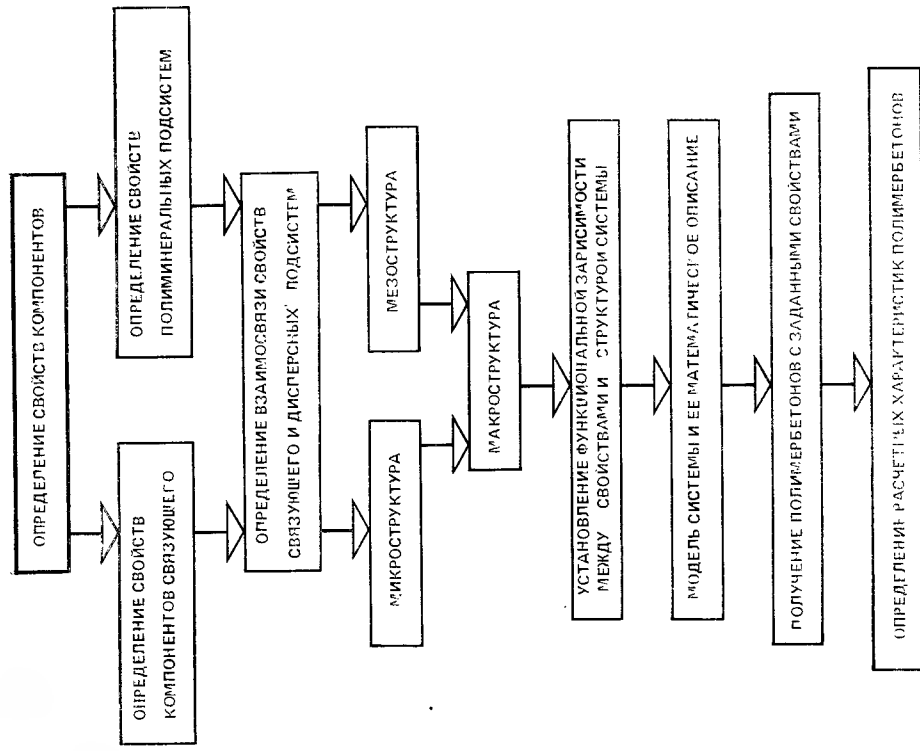 ОПРЕДЕЛЕНИЕ СВОЙСТВ КОМПОНЕНТОВ
ОПРЕДЕЛЕНИЕ СВОЙСТВ
КОМПОНЕНТОВ СВЯЗУЮЩЕГО
ОПРЕДЕЛЕНИЕ СВОЙСТВ
ПОЛИМИНЕРАЛЬНЫХ ПОДСИСТЕМ
ОПРЕДЕЛЕНИЕ ВЗАИМОСВЯЗИ СВОЙСТВ
СВЯЗУЮЩЕГО И ДИСПЕРСНЫХ ПОДСИСТЕМ
МИКРОСТРУКТУРА
МЕЗОСТРУКТУРА
МАКРОСТРУКТУРА
УСТАНОВЛЕНИЕ ФУНКЦИОНАЛЬНОЙ ЗАВИСИМОСТИ
МЕЖДУ СВОЙСТВАМИ И СТРУКТУРОЙ СИСТЕМЫ
МОДЕЛЬ СИСТЕМЫ И ЕЕ МАТЕМАТИЧЕСКОЕ ОПИСАНИЕ
ПОЛУЧЕНИЕ ПОЛИМЕРБЕТОНОВ С ЗАДАННЫМИ СВОЙСТВАМИ
ОПРЕДЕЛЕНИЕ РАСЧЕТНЫХ ХАРАКТЕРИСТИК ПОЛИМЕРБЕТОНОВ